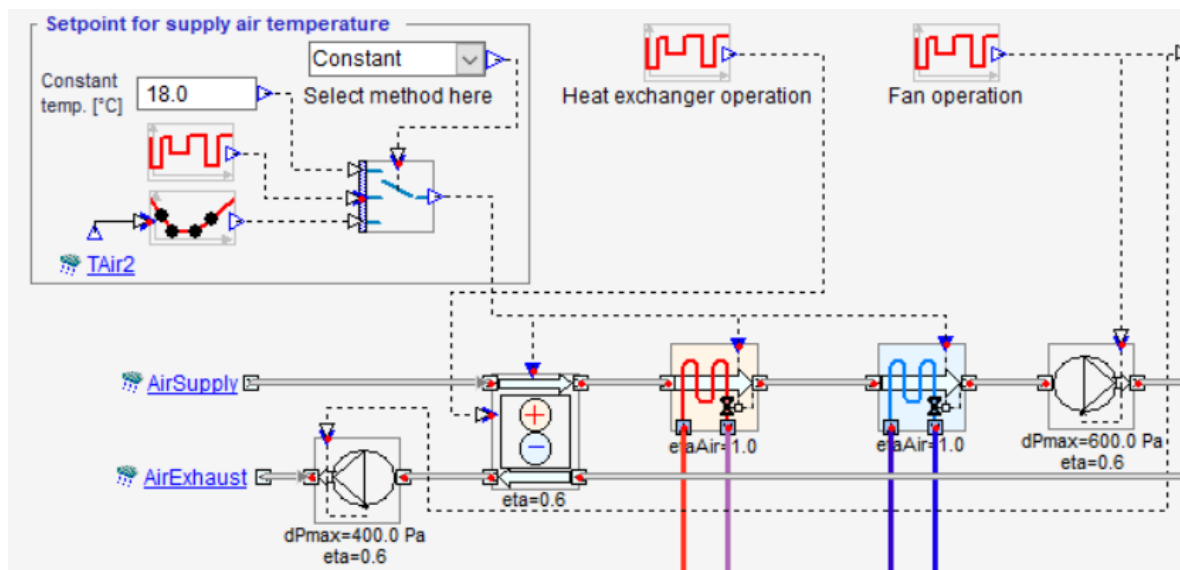 Setpoint for supply air temperature
Constant
Constant
temp. [°C]
18.0
Select method here
Heat exchanger operation
Fan operation
TAir2
AirSupply
AirExhaust
etaAir=1.0
etaAir=1.0
dPmax=600.0 Pa
eta=0.6
eta=0.6
dPmax=400.0 Pa
eta=0.6